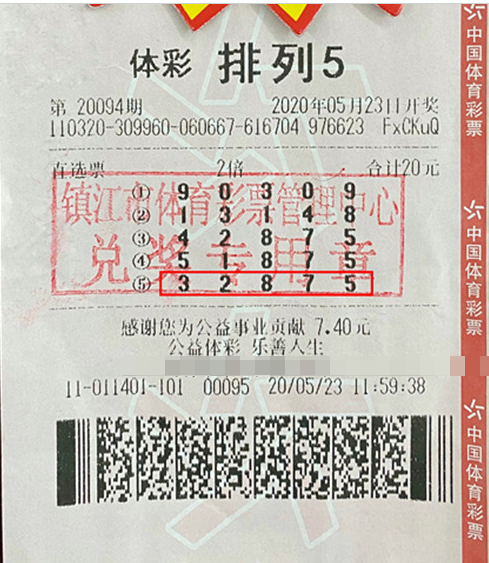 体彩 排列5
第 20094期 2020年05月23日开奖
110320-309960-060667-616704 976623 FxCKuQ
直选票 2倍 合计20元
① 9 0 3 0 9
② 1 3 1 4 8
③ 4 2 8 7 5
④ 5 1 8 7 5
⑤ 3 2 8 7 5
镇江市体育彩票管理中心
兑奖专用章
感谢您为公益事业贡献 7.40元
公益体彩 乐善人生
11-011401-101 00095 20/05/23 11:59:38
中国体育彩票
中国体育彩票
中国体育彩票